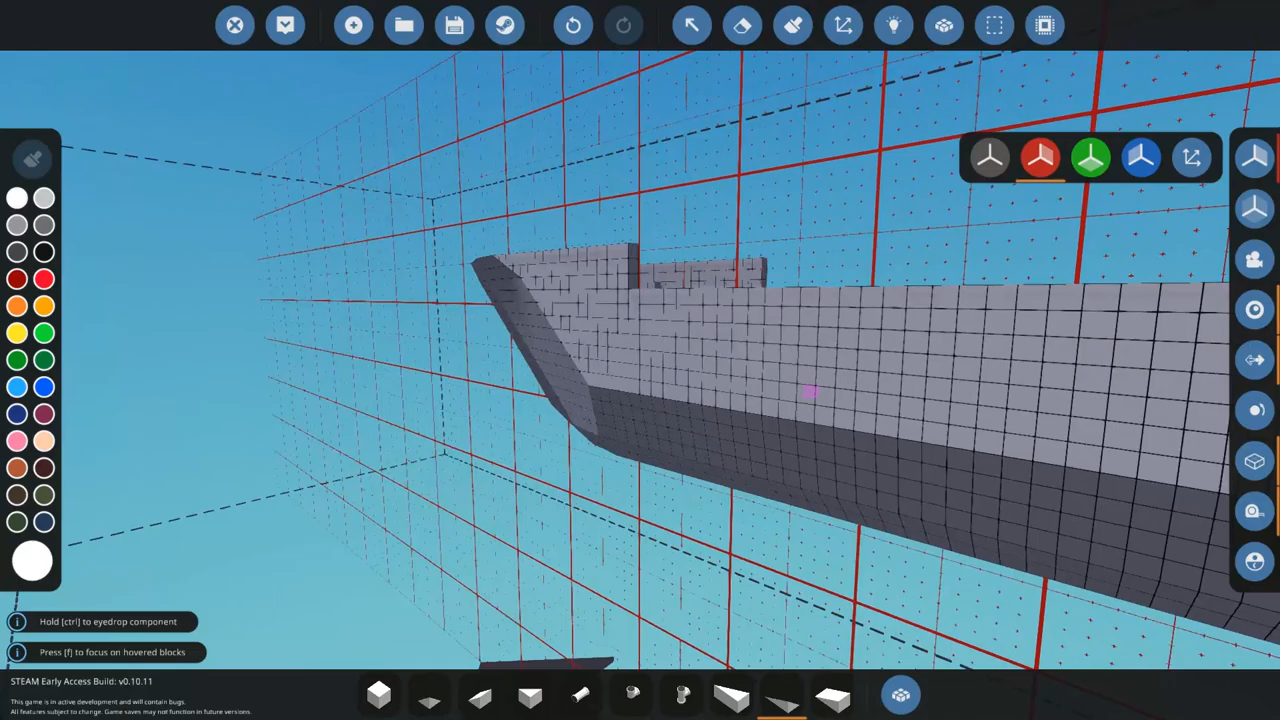 Hold [ctrl] to eyedrop component
Press [f] to focus on hovered blocks
STEAM Early Access Build: v0.10.11
This game is in active development and will contain bugs.
All features subject to change. Game saves may not function in future versions.